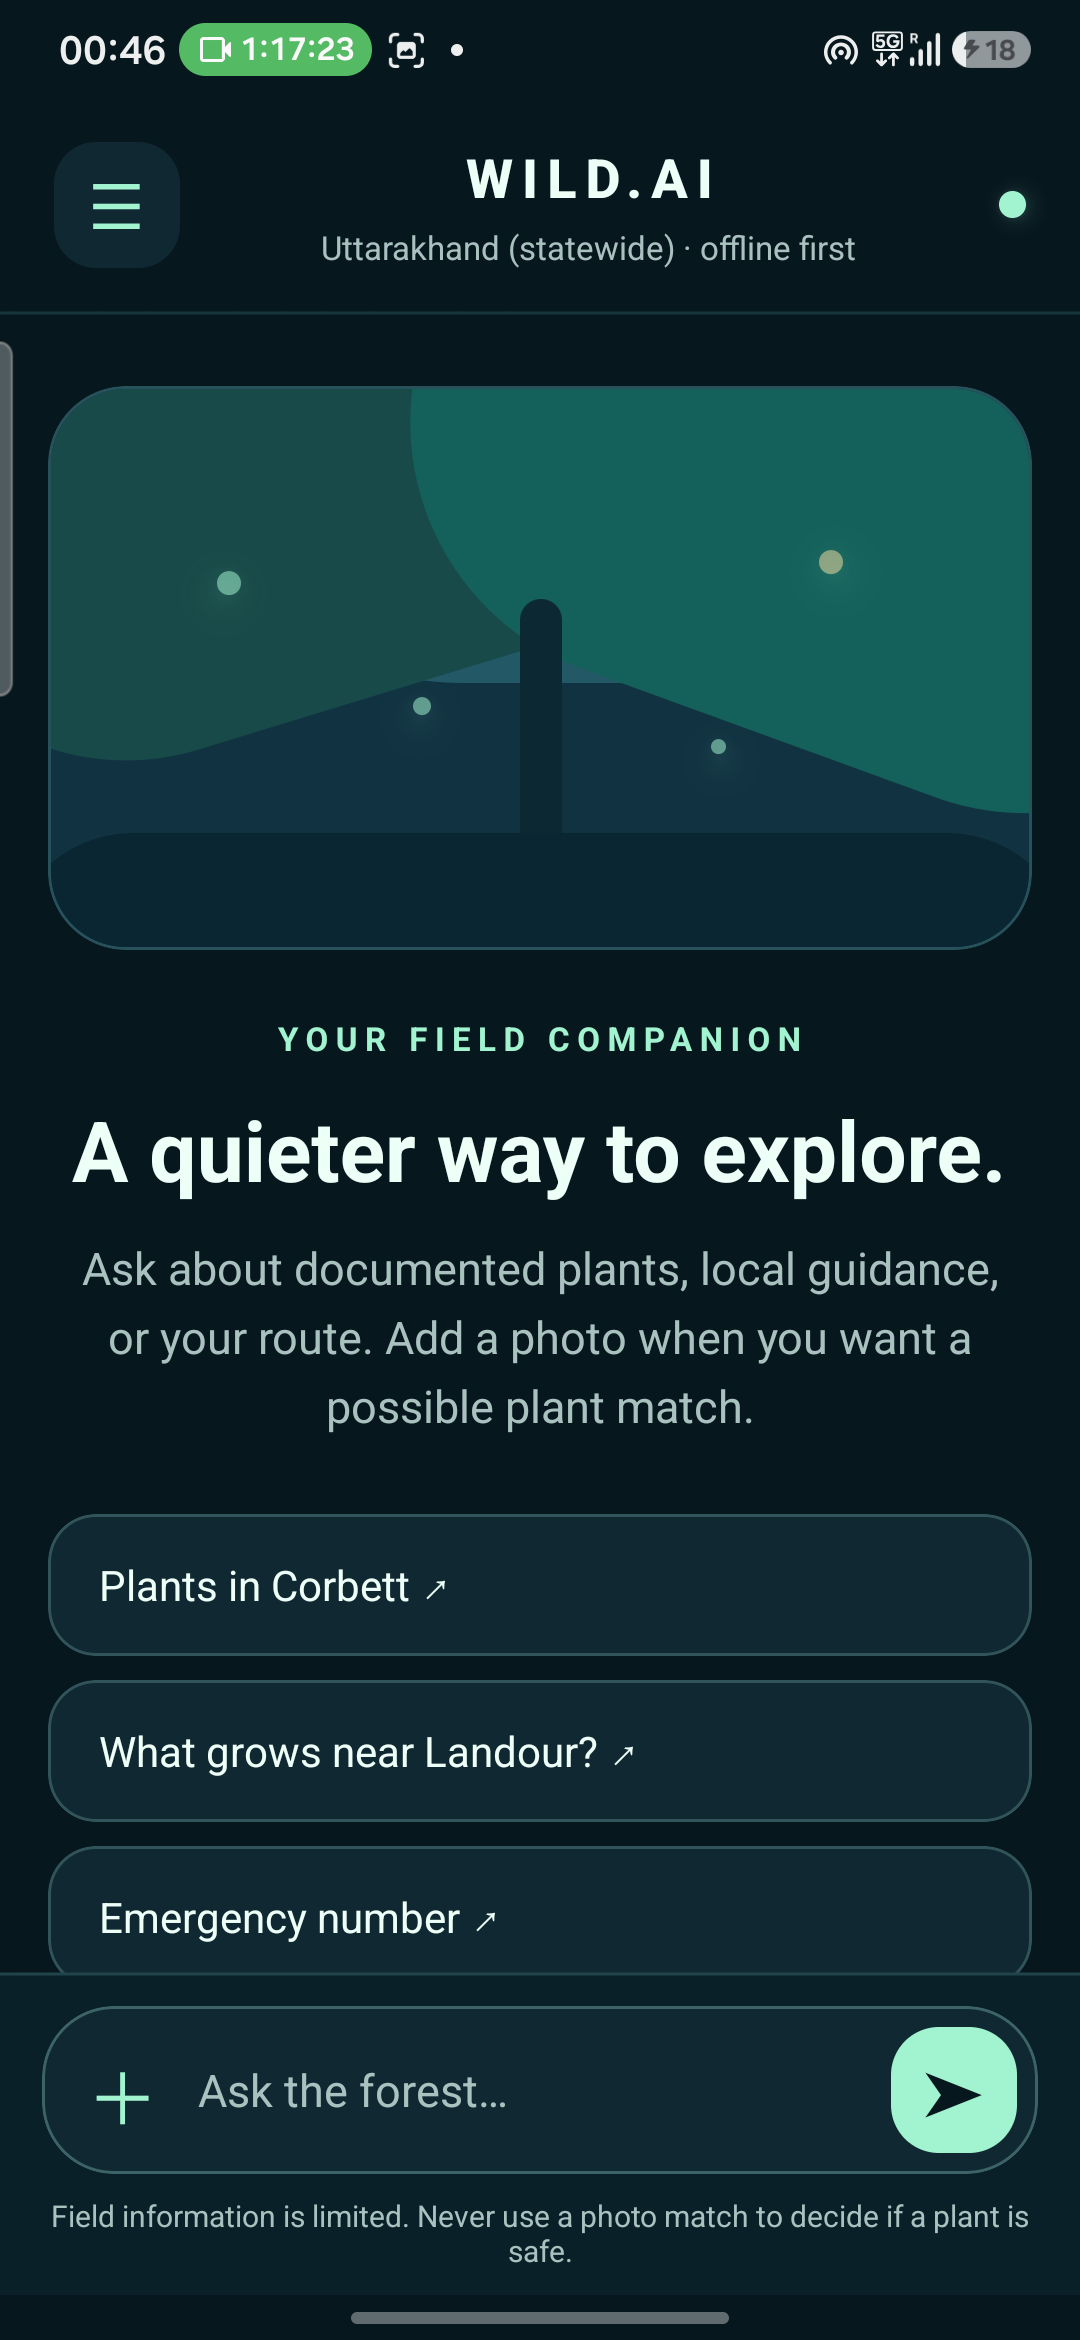 00:46 1:17:23 5G R 18
WILD.AI
Uttarakhand (statewide) · offline first
YOUR FIELD COMPANION
A quieter way to explore.
Ask about documented plants, local guidance,
or your route. Add a photo when you want a
possible plant match.
Plants in Corbett ↗
What grows near Landour? ↗
Emergency number ↗
Ask the forest…
Field information is limited. Never use a photo match to decide if a plant is
safe.